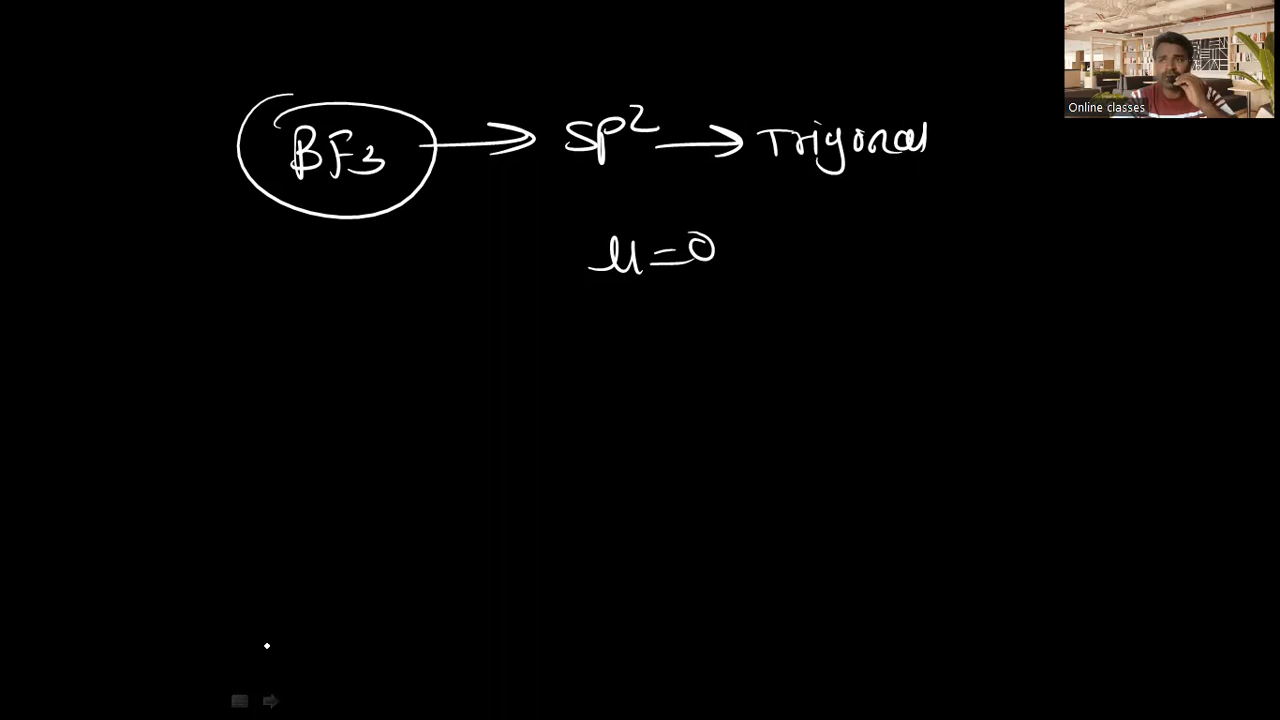 BF3 → SP² → Trigonal
μ=0
Online classes